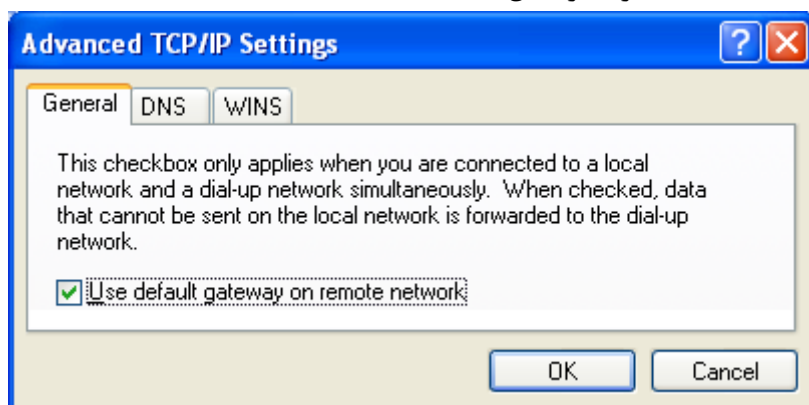 Advanced TCP/IP Settings
General DNS WINS
This checkbox only applies when you are connected to a local
network and a dial-up network simultaneously. When checked, data
that cannot be sent on the local network is forwarded to the dial-up
network.
Use default gateway on remote network
OK Cancel